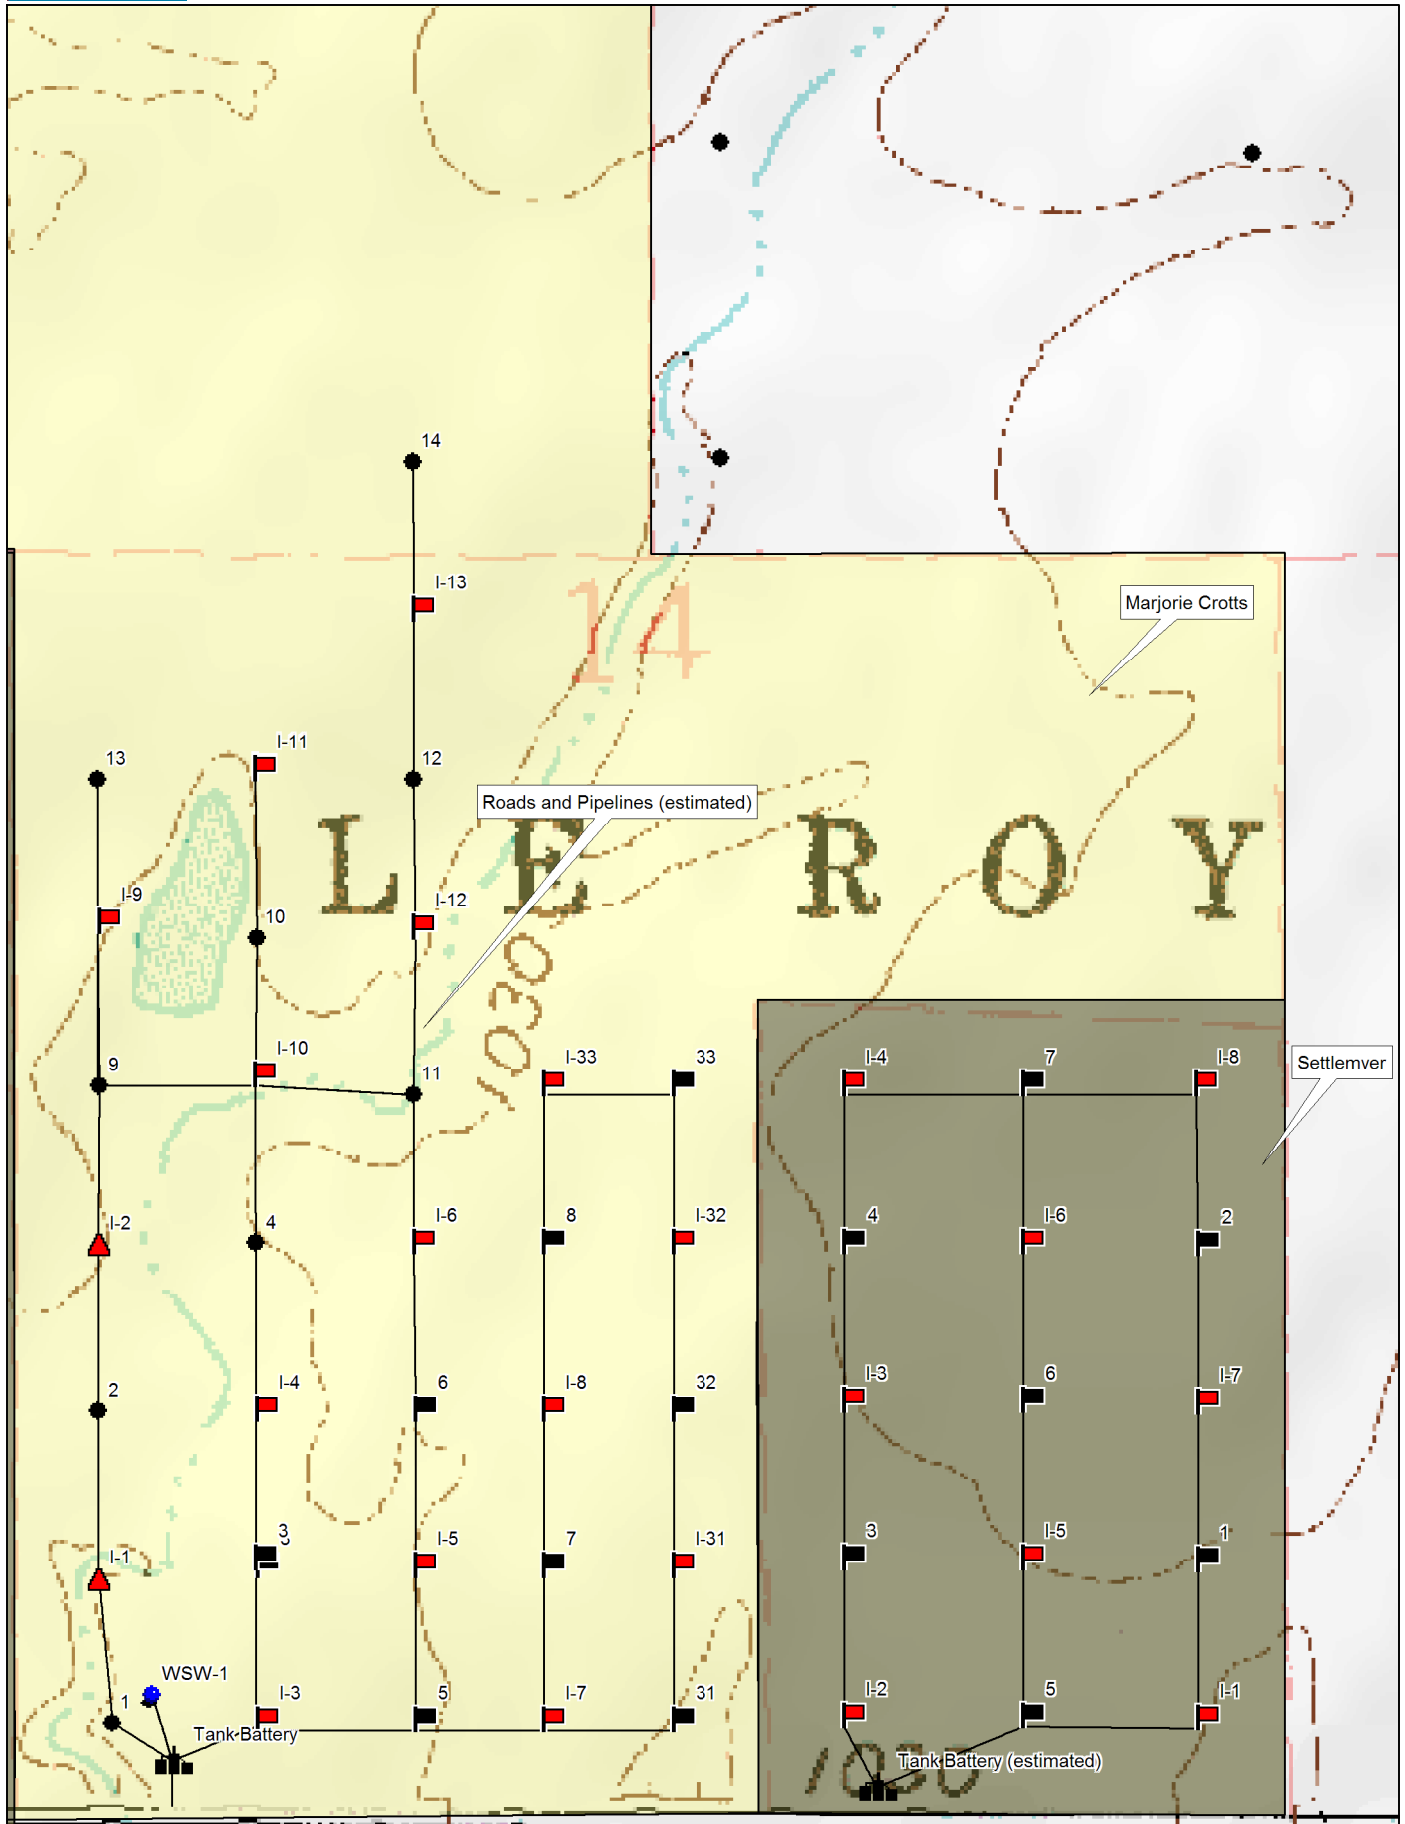 14
I-13
14
Marjorie Crotts
13
I-11
12
Roads and Pipelines (estimated)
L E R O Y
I-9
10
I-12
1030
I-10
9
11
I-33
33
I-4
7
I-8
Settlemver
I-2
4
I-6
8
I-32
4
I-6
2
2
I-4
6
I-8
32
I-3
6
I-7
I-1
3
3
I-5
7
I-31
3
I-5
1
WSW-1
1
I-3
5
I-7
31
I-2
5
I-1
Tank Battery
Tank Battery (estimated)
1030